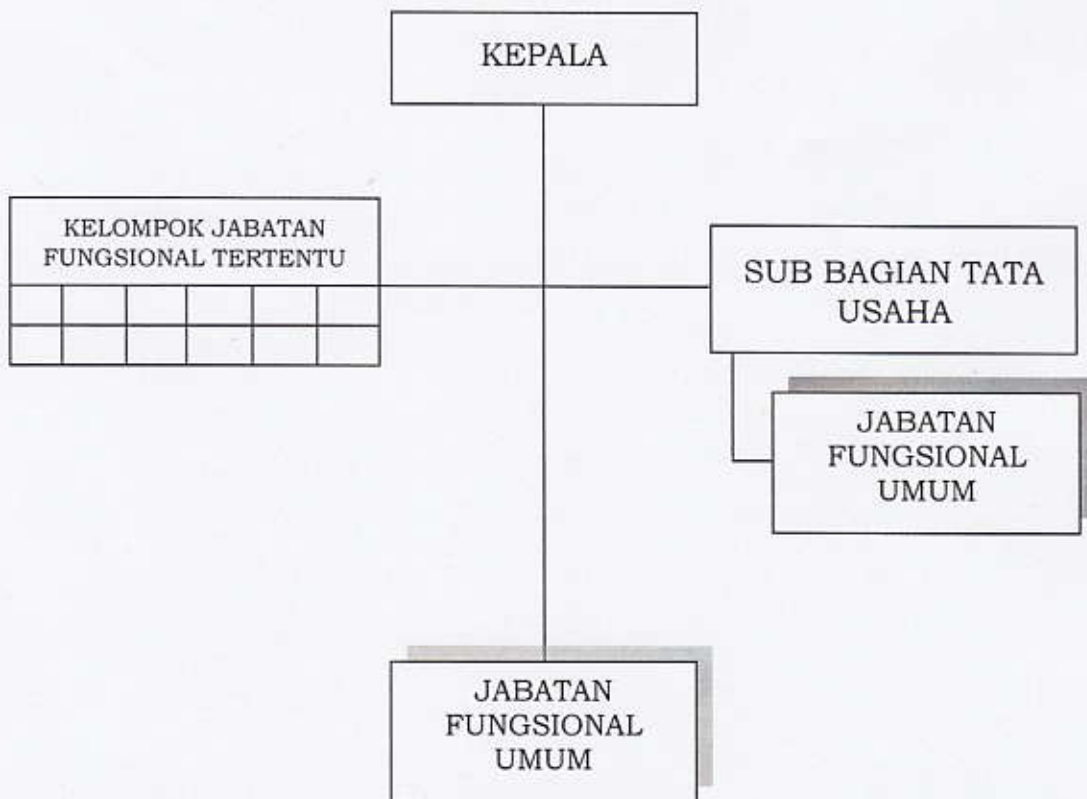 KEPALA
KELOMPOK JABATAN
FUNGSIONAL TERTENTU
SUB BAGIAN TATA
USAHA
JABATAN
FUNGSIONAL
UMUM
JABATAN
FUNGSIONAL
UMUM